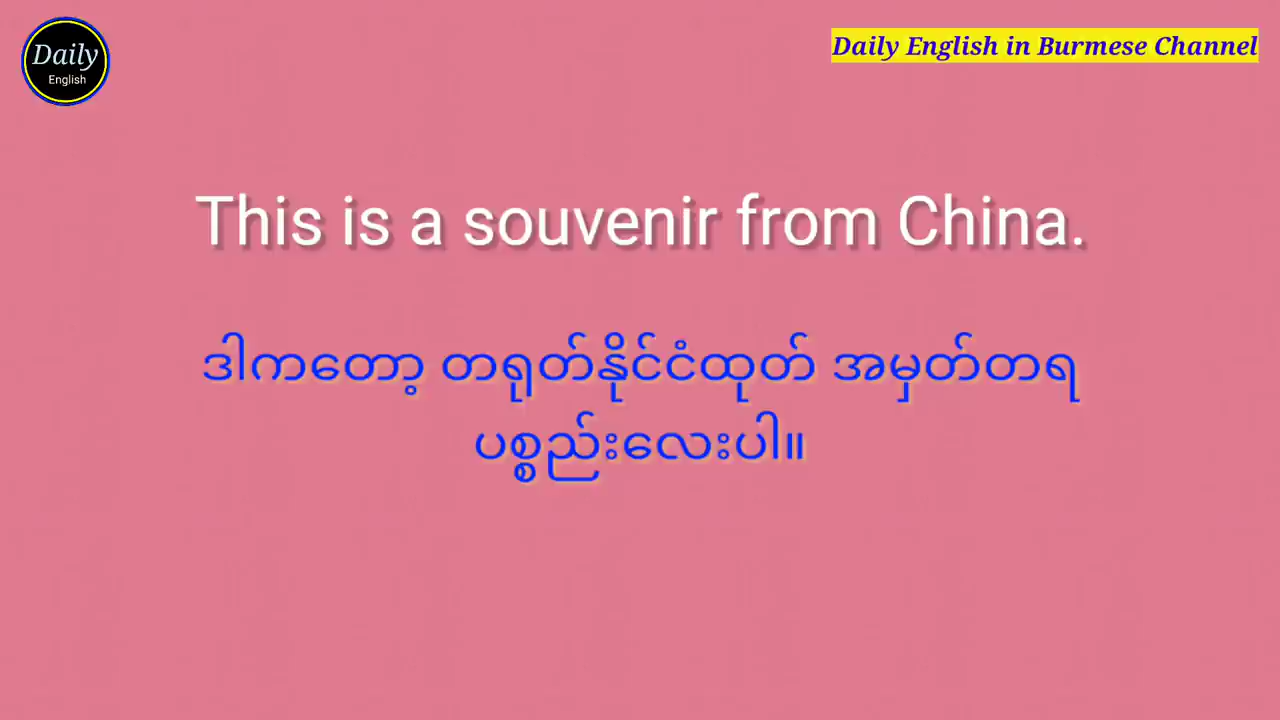 Daily
English
Daily English in Burmese Channel
This is a souvenir from China.
ဒါကတော့ တရုတ်နိုင်ငံထုတ် အမှတ်တရ
ပစ္စည်းလေးပါ။